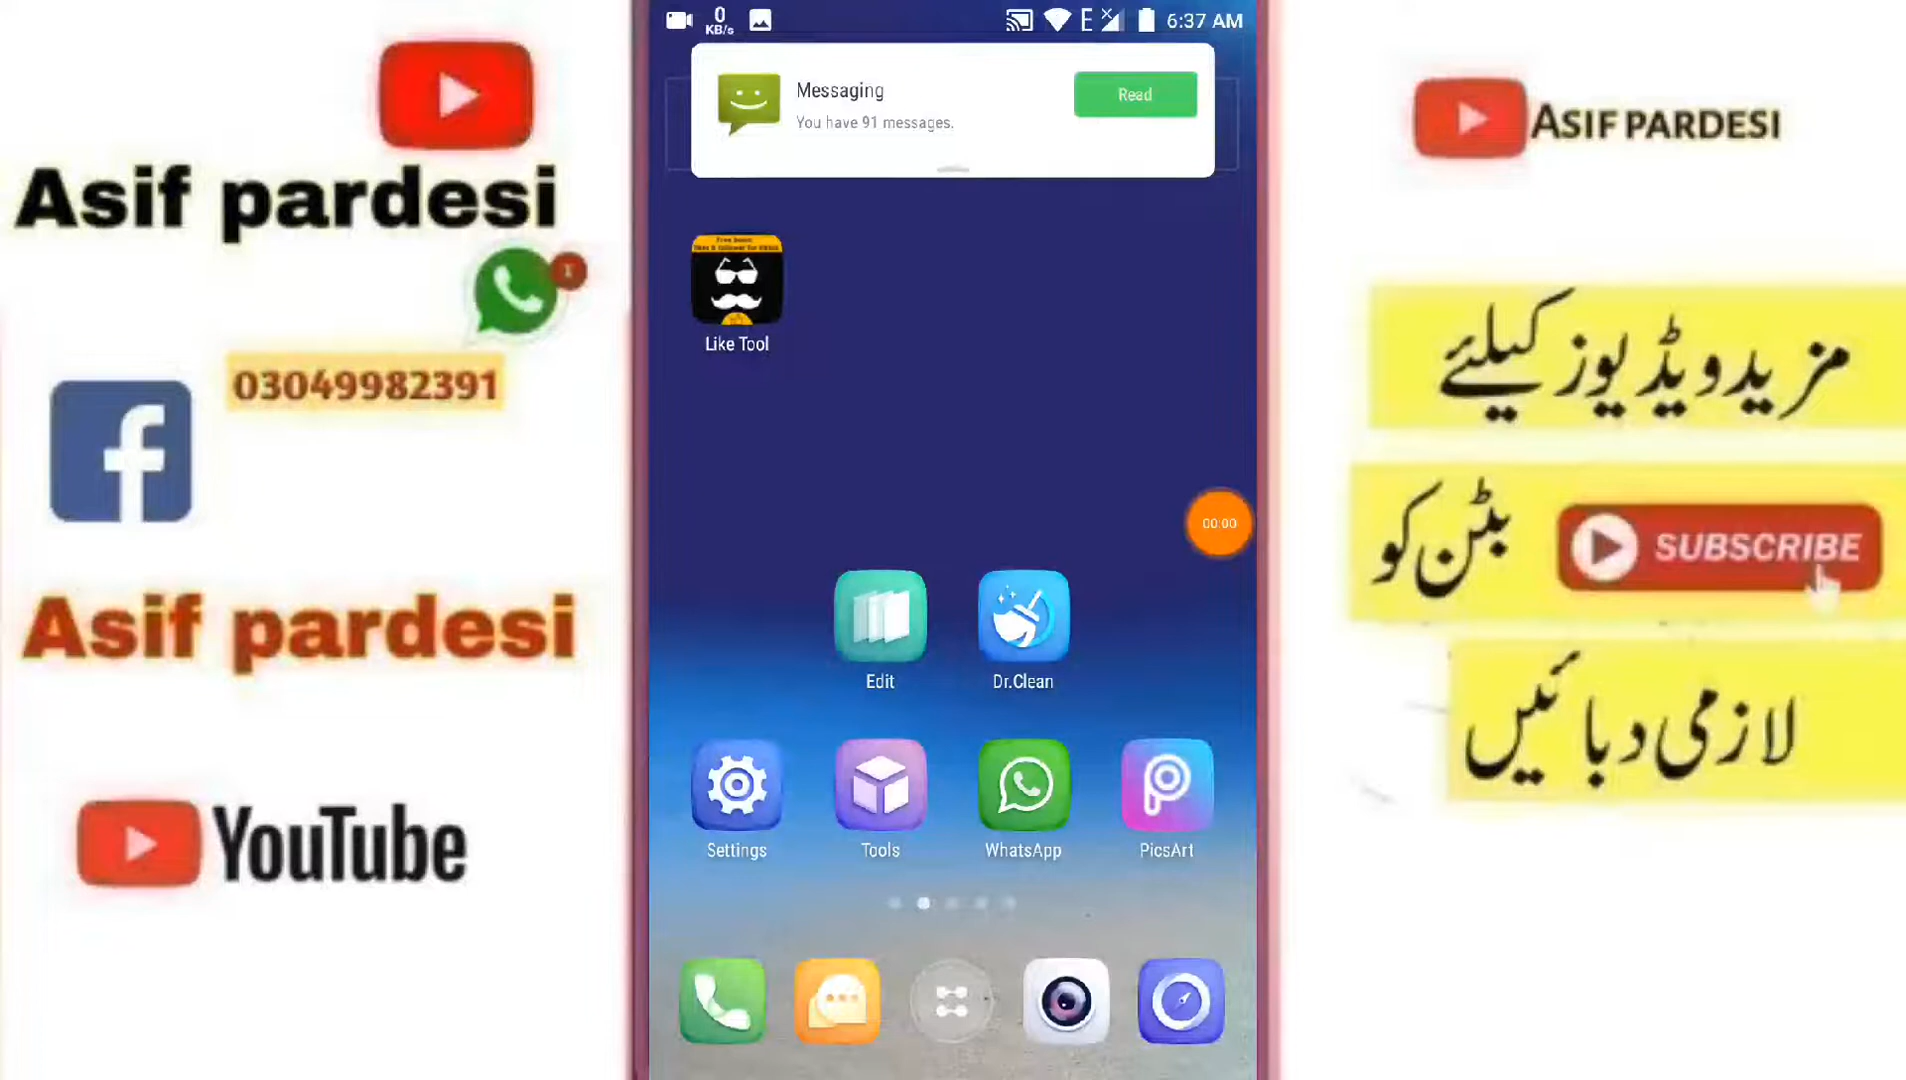 Asif pardesi
1
03049982391
f
Asif pardesi
YouTube
0
KB/s
E
6:37 AM
Messaging
You have 91 messages.
Read
Like Tool
00:00
Edit
Dr.Clean
Settings
Tools
WhatsApp
PicsArt
ASIF PARDESI
مزید ویڈیوز کیلئے
SUBSCRIBE بٹن کو
لازمی دبائیں